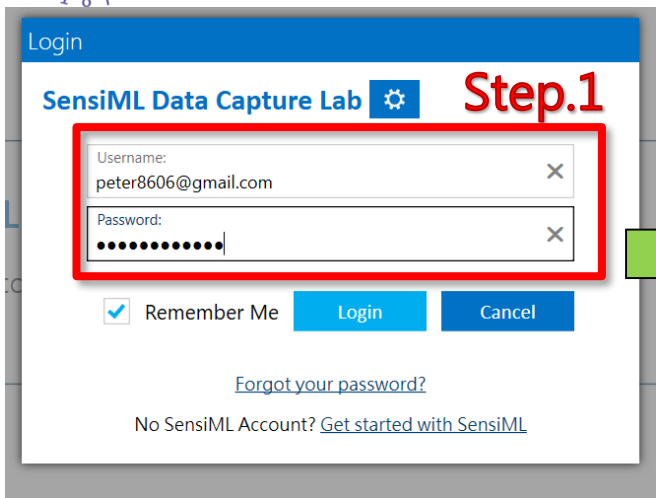 Login
SensiML Data Capture Lab
Step.1
Username:
peter8606@gmail.com
Password:
••••••••••••
Remember Me
Login
Cancel
Forgot your password?
No SensiML Account? Get started with SensiML